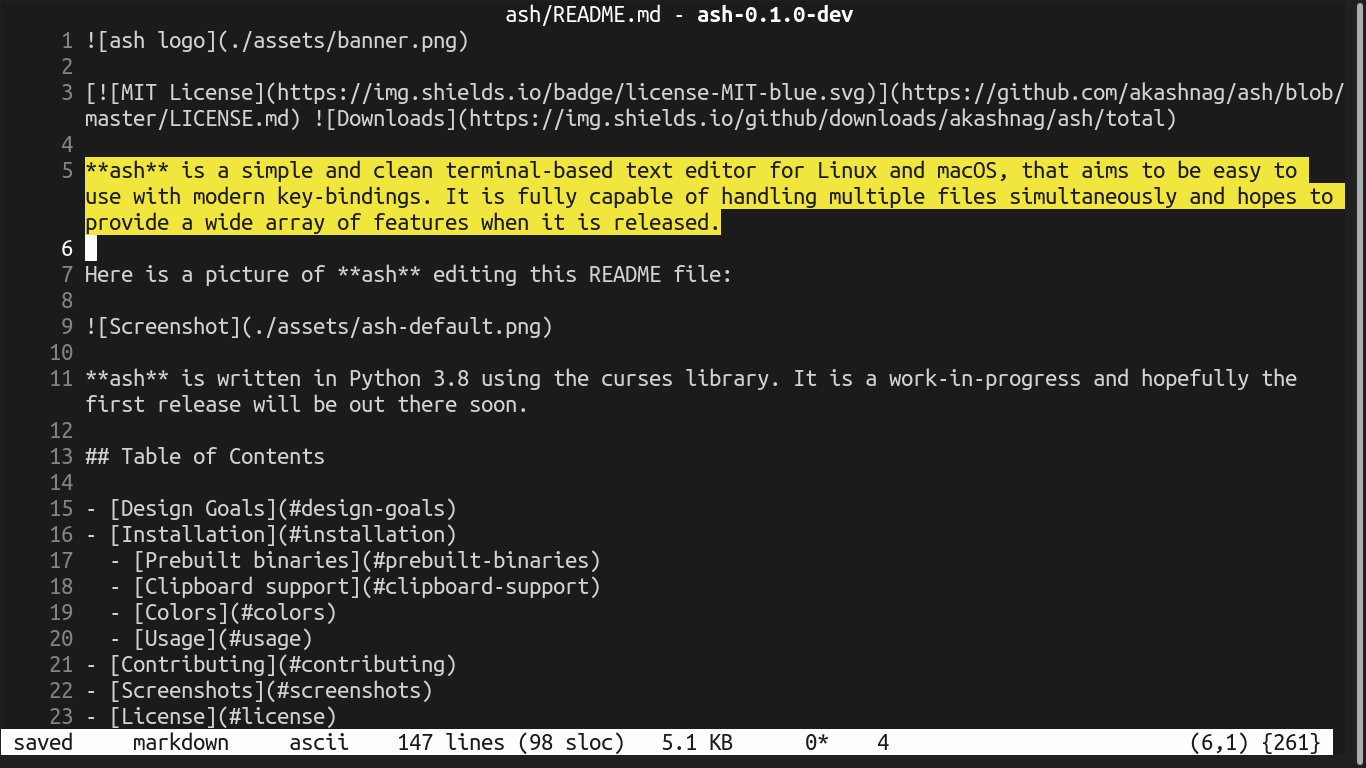 ash/README.md - ash-0.1.0-dev
1 ![ash logo](./assets/banner.png)
2
3 [![MIT License](https://img.shields.io/badge/license-MIT-blue.svg)](https://github.com/akashnag/ash/blob/
master/LICENSE.md) ![Downloads](https://img.shields.io/github/downloads/akashnag/ash/total)
4
5 **ash** is a simple and clean terminal-based text editor for Linux and macOS, that aims to be easy to
use with modern key-bindings. It is fully capable of handling multiple files simultaneously and hopes to
provide a wide array of features when it is released.
6
7 Here is a picture of **ash** editing this README file:
8
9 ![Screenshot](./assets/ash-default.png)
10
11 **ash** is written in Python 3.8 using the curses library. It is a work-in-progress and hopefully the
first release will be out there soon.
12
13 ## Table of Contents
14
15 - [Design Goals](#design-goals)
16 - [Installation](#installation)
17   - [Prebuilt binaries](#prebuilt-binaries)
18   - [Clipboard support](#clipboard-support)
19   - [Colors](#colors)
20   - [Usage](#usage)
21 - [Contributing](#contributing)
22 - [Screenshots](#screenshots)
23 - [License](#license)
saved markdown ascii 147 lines (98 sloc) 5.1 KB 0* 4 (6,1) {261}